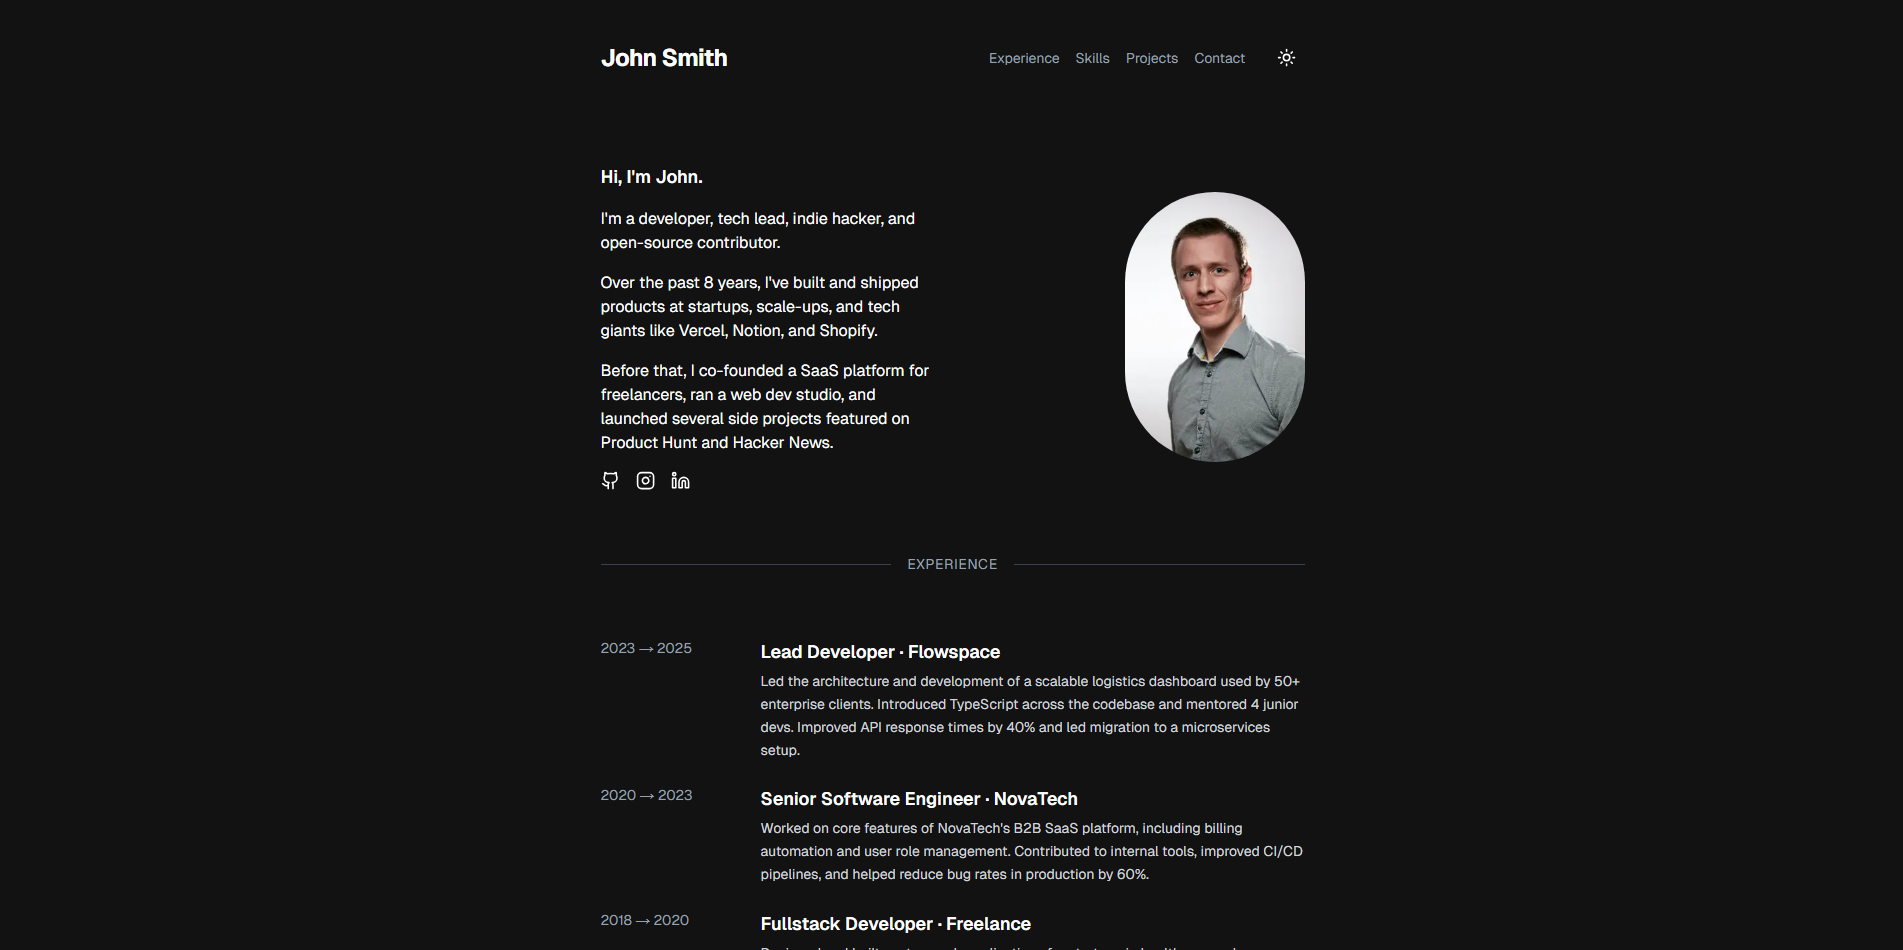 John Smith
Experience Skills Projects Contact
Hi, I'm John.
I'm a developer, tech lead, indie hacker, and
open-source contributor.
Over the past 8 years, I've built and shipped
products at startups, scale-ups, and tech
giants like Vercel, Notion, and Shopify.
Before that, I co-founded a SaaS platform for
freelancers, ran a web dev studio, and
launched several side projects featured on
Product Hunt and Hacker News.
EXPERIENCE
2023 → 2025
Lead Developer · Flowspace
Led the architecture and development of a scalable logistics dashboard used by 50+
enterprise clients. Introduced TypeScript across the codebase and mentored 4 junior
devs. Improved API response times by 40% and led migration to a microservices
setup.
2020 → 2023
Senior Software Engineer · NovaTech
Worked on core features of NovaTech's B2B SaaS platform, including billing
automation and user role management. Contributed to internal tools, improved CI/CD
pipelines, and helped reduce bug rates in production by 60%.
2018 → 2020
Fullstack Developer · Freelance